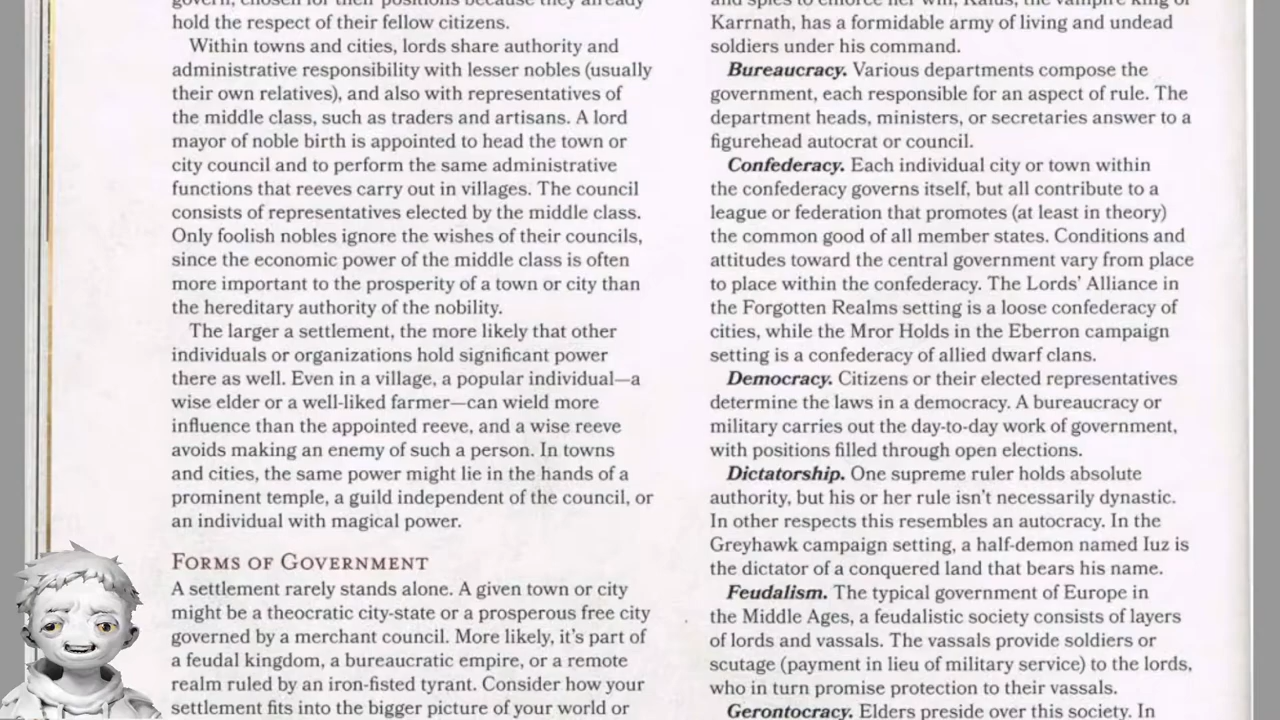 govern, chosen for their positions because they already
hold the respect of their fellow citizens.
Within towns and cities, lords share authority and
administrative responsibility with lesser nobles (usually
their own relatives), and also with representatives of
the middle class, such as traders and artisans. A lord
mayor of noble birth is appointed to head the town or
city council and to perform the same administrative
functions that reeves carry out in villages. The council
consists of representatives elected by the middle class.
Only foolish nobles ignore the wishes of their councils,
since the economic power of the middle class is often
more important to the prosperity of a town or city than
the hereditary authority of the nobility.
The larger a settlement, the more likely that other
individuals or organizations hold significant power
there as well. Even in a village, a popular individual—a
wise elder or a well-liked farmer—can wield more
influence than the appointed reeve, and a wise reeve
avoids making an enemy of such a person. In towns
and cities, the same power might lie in the hands of a
prominent temple, a guild independent of the council, or
an individual with magical power.
FORMS OF GOVERNMENT
A settlement rarely stands alone. A given town or city
might be a theocratic city-state or a prosperous free city
governed by a merchant council. More likely, it's part of
a feudal kingdom, a bureaucratic empire, or a remote
realm ruled by an iron-fisted tyrant. Consider how your
settlement fits into the bigger picture of your world or
and spies to enforce her will, Kaius, the vampire king of
Karrnath, has a formidable army of living and undead
soldiers under his command.
Bureaucracy. Various departments compose the
government, each responsible for an aspect of rule. The
department heads, ministers, or secretaries answer to a
figurehead autocrat or council.
Confederacy. Each individual city or town within
the confederacy governs itself, but all contribute to a
league or federation that promotes (at least in theory)
the common good of all member states. Conditions and
attitudes toward the central government vary from place
to place within the confederacy. The Lords' Alliance in
the Forgotten Realms setting is a loose confederacy of
cities, while the Mror Holds in the Eberron campaign
setting is a confederacy of allied dwarf clans.
Democracy. Citizens or their elected representatives
determine the laws in a democracy. A bureaucracy or
military carries out the day-to-day work of government,
with positions filled through open elections.
Dictatorship. One supreme ruler holds absolute
authority, but his or her rule isn't necessarily dynastic.
In other respects this resembles an autocracy. In the
Greyhawk campaign setting, a half-demon named Iuz is
the dictator of a conquered land that bears his name.
Feudalism. The typical government of Europe in
the Middle Ages, a feudalistic society consists of layers
of lords and vassals. The vassals provide soldiers or
scutage (payment in lieu of military service) to the lords,
who in turn promise protection to their vassals.
Gerontocracy. Elders preside over this society. In